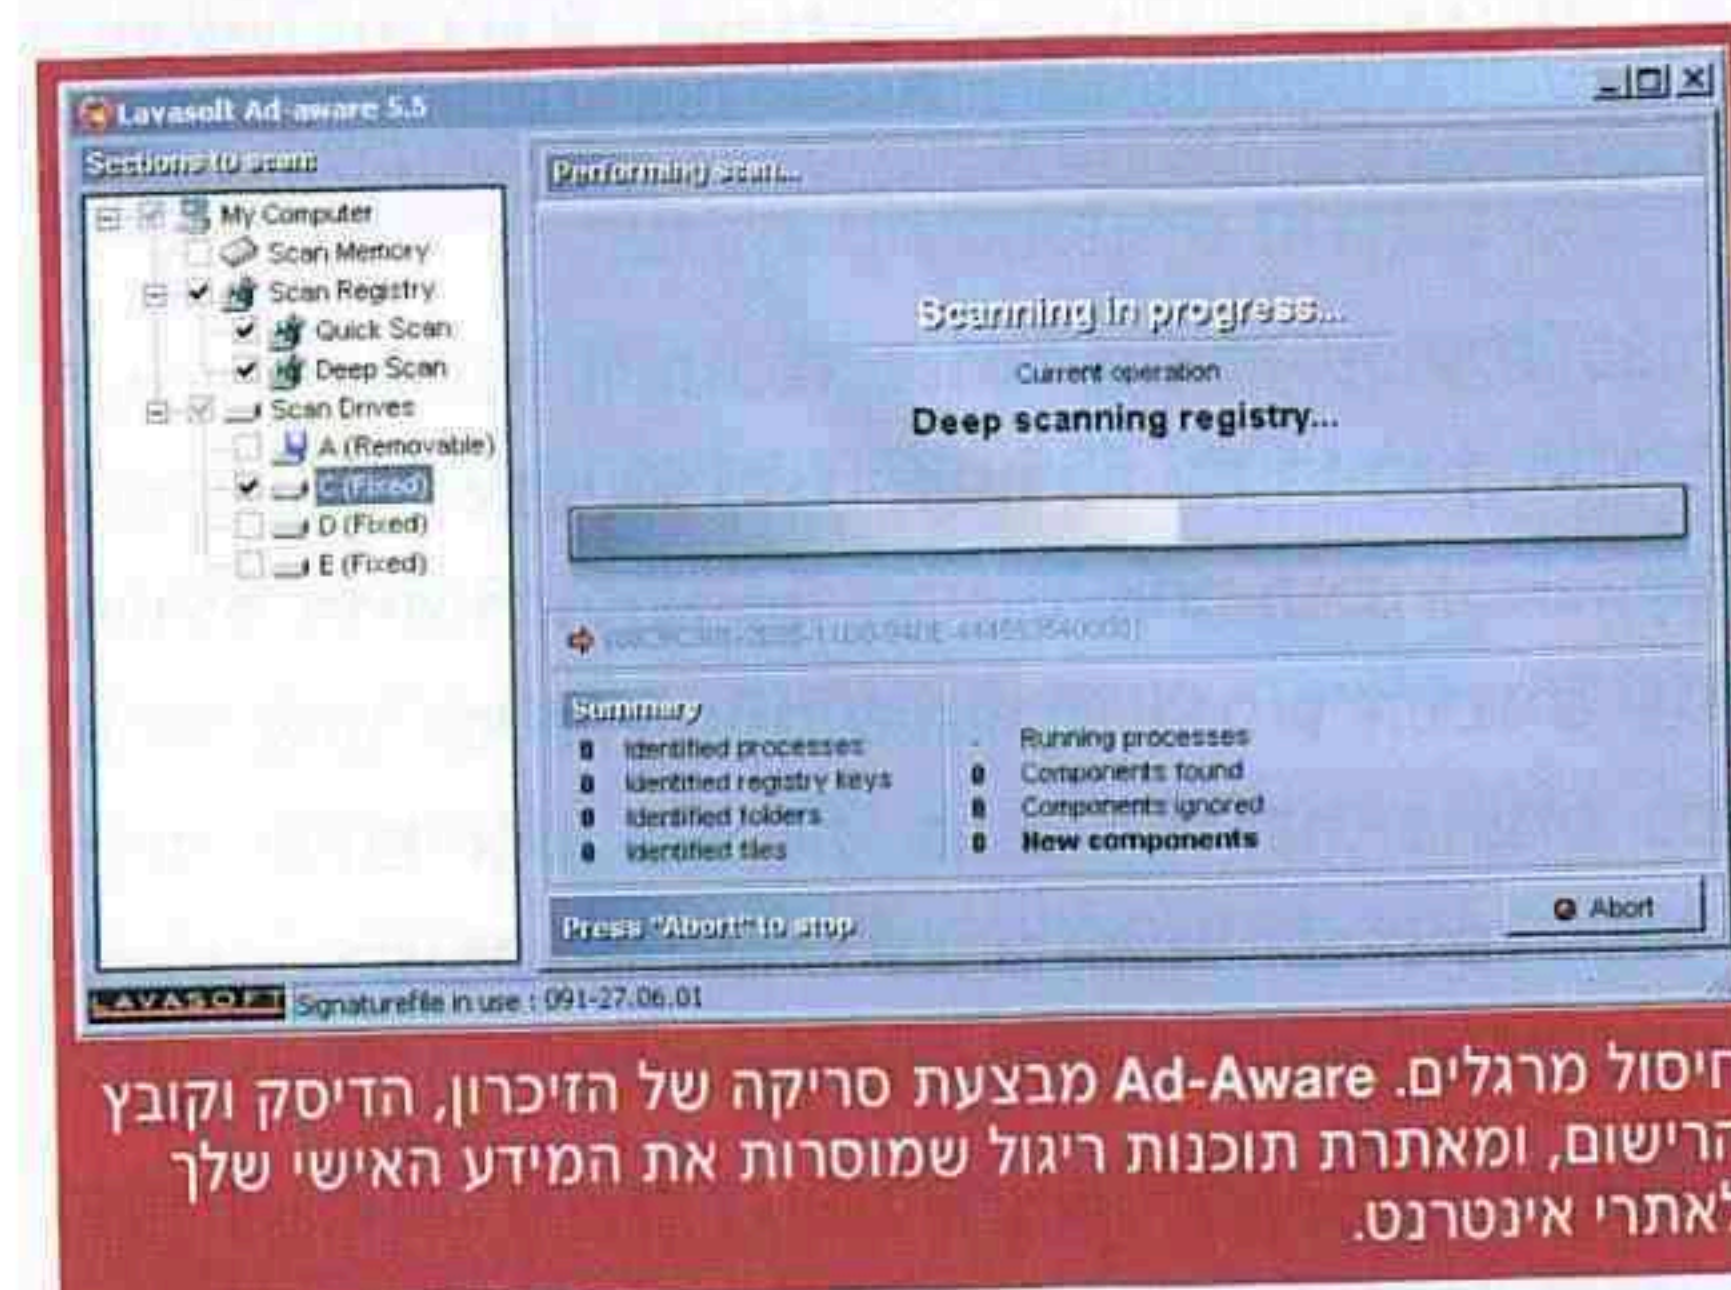 Lavasoft Ad-aware 5.5
Sections to scan:
My Computer
Scan Memory
Scan Registry
Quick Scan
Deep Scan
Scan Drives
A (Removable)
C (Fixed)
D (Fixed)
E (Fixed)
Performing scan...
Scanning in progress...
Current operation
Deep scanning registry...
Summary
0 Identified processes
0 Identified registry keys
0 Identified folders
0 Identified files
- Running processes
0 Components found
0 Components ignored
0 New components
Press "Abort" to stop
Abort
LAVASOFT Signaturefile in use : 091-27.06.01
חיסול מרגלים. Ad-Aware מבצעת סריקה של הזיכרון, הדיסק וקובץ
הרישום, ומאתרת תוכנות ריגול שמוסרות את המידע האישי שלך
לאתרי אינטרנט.